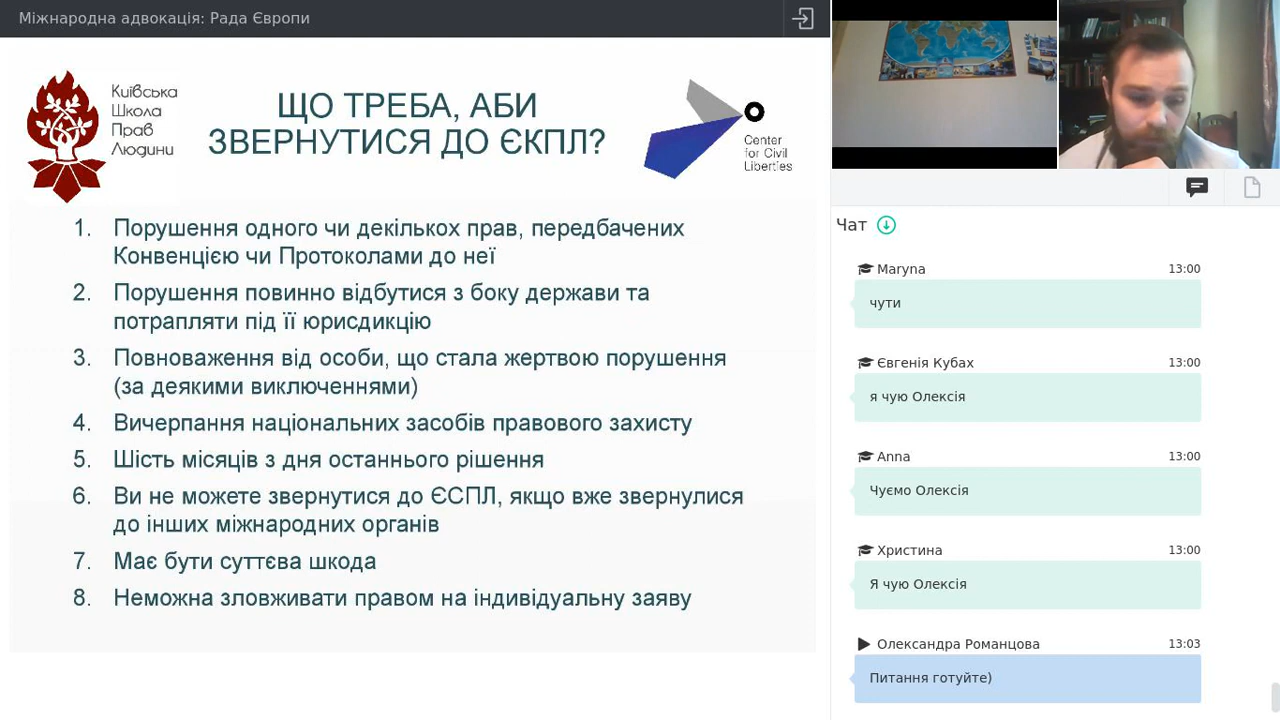 Міжнародна адвокація: Рада Європи
Київська
Школа
Прав
Людини
ЩО ТРЕБА, АБИ
ЗВЕРНУТИСЯ ДО ЄКПЛ?
Center
for Civil
Liberties
1. Порушення одного чи декількох прав, передбачених
Конвенцією чи Протоколами до неї
2. Порушення повинно відбутися з боку держави та
потрапляти під її юрисдикцію
3. Повноваження від особи, що стала жертвою порушення
(за деякими виключеннями)
4. Вичерпання національних засобів правового захисту
5. Шість місяців з дня останнього рішення
6. Ви не можете звернутися до ЄСПЛ, якщо вже звернулися
до інших міжнародних органів
7. Має бути суттєва шкода
8. Неможна зловживати правом на індивідуальну заяву
Чат
Maryna 13:00
чути
Євгенія Кубах 13:00
я чую Олексія
Anna 13:00
Чуємо Олексія
Христина 13:00
Я чую Олексія
Олександра Романцова 13:03
Питання готуйте)